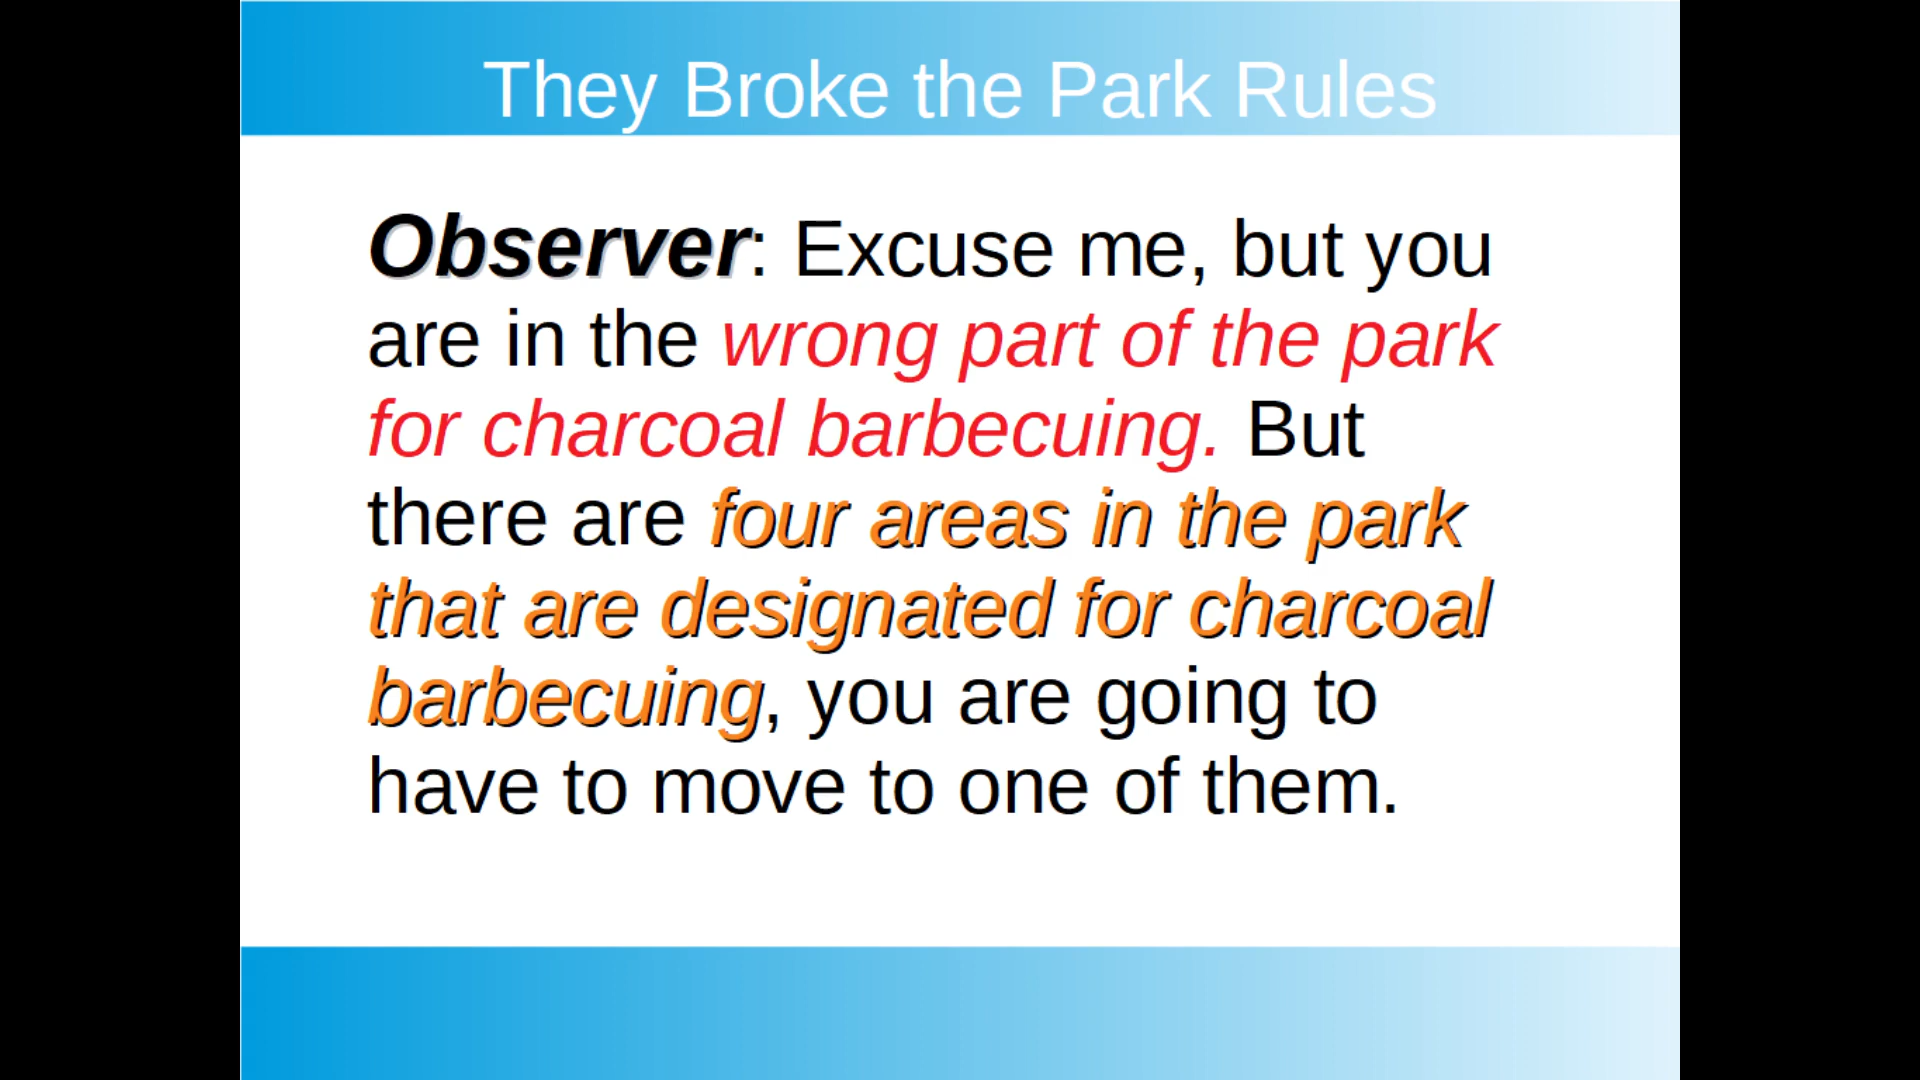 They Broke the Park Rules
Observer: Excuse me, but you
are in the wrong part of the park
for charcoal barbecuing. But
there are four areas in the park
that are designated for charcoal
barbecuing, you are going to
have to move to one of them.